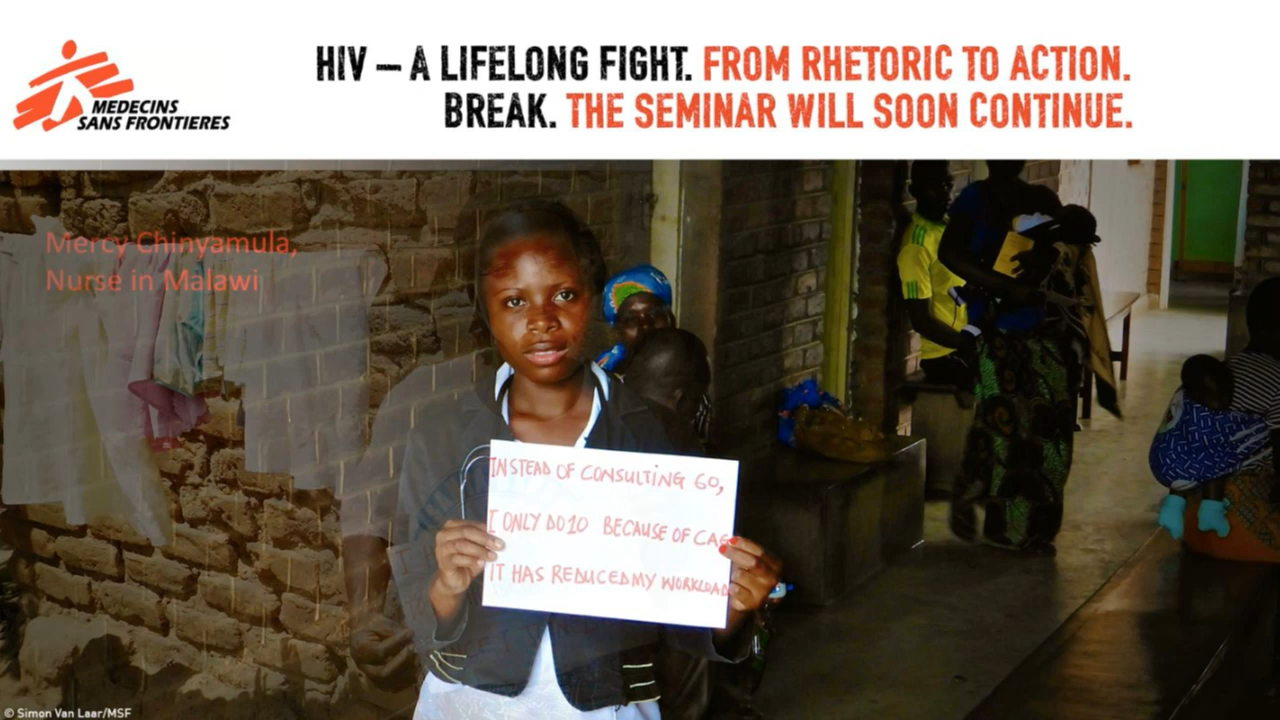 MEDECINS
SANS FRONTIERES
HIV – A LIFELONG FIGHT. FROM RHETORIC TO ACTION.
BREAK. THE SEMINAR WILL SOON CONTINUE.
Mercy Chinyamula,
Nurse in Malawi
INSTEAD OF CONSULTING 60,
I ONLY DO 10 BECAUSE OF CAG
IT HAS REDUCED MY WORKLOAD
© Simon Van Laar/MSF